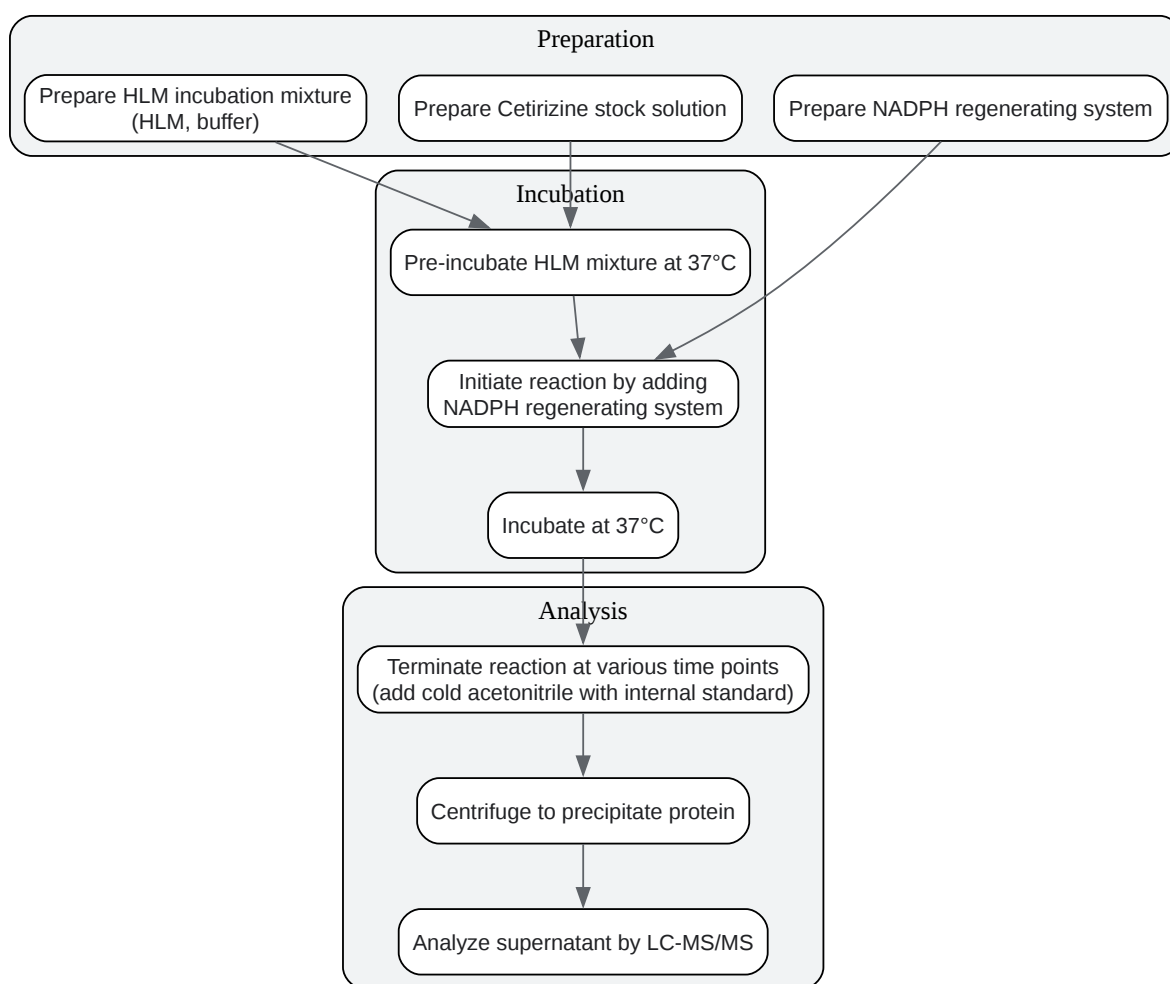 Preparation
Prepare HLM incubation mixture
(HLM, buffer)
Prepare Cetirizine stock solution
Prepare NADPH regenerating system
Incubation
Pre-incubate HLM mixture at 37°C
Initiate reaction by adding
NADPH regenerating system
Incubate at 37°C
Analysis
Terminate reaction at various time points
(add cold acetonitrile with internal standard)
Centrifuge to precipitate protein
Analyze supernatant by LC-MS/MS